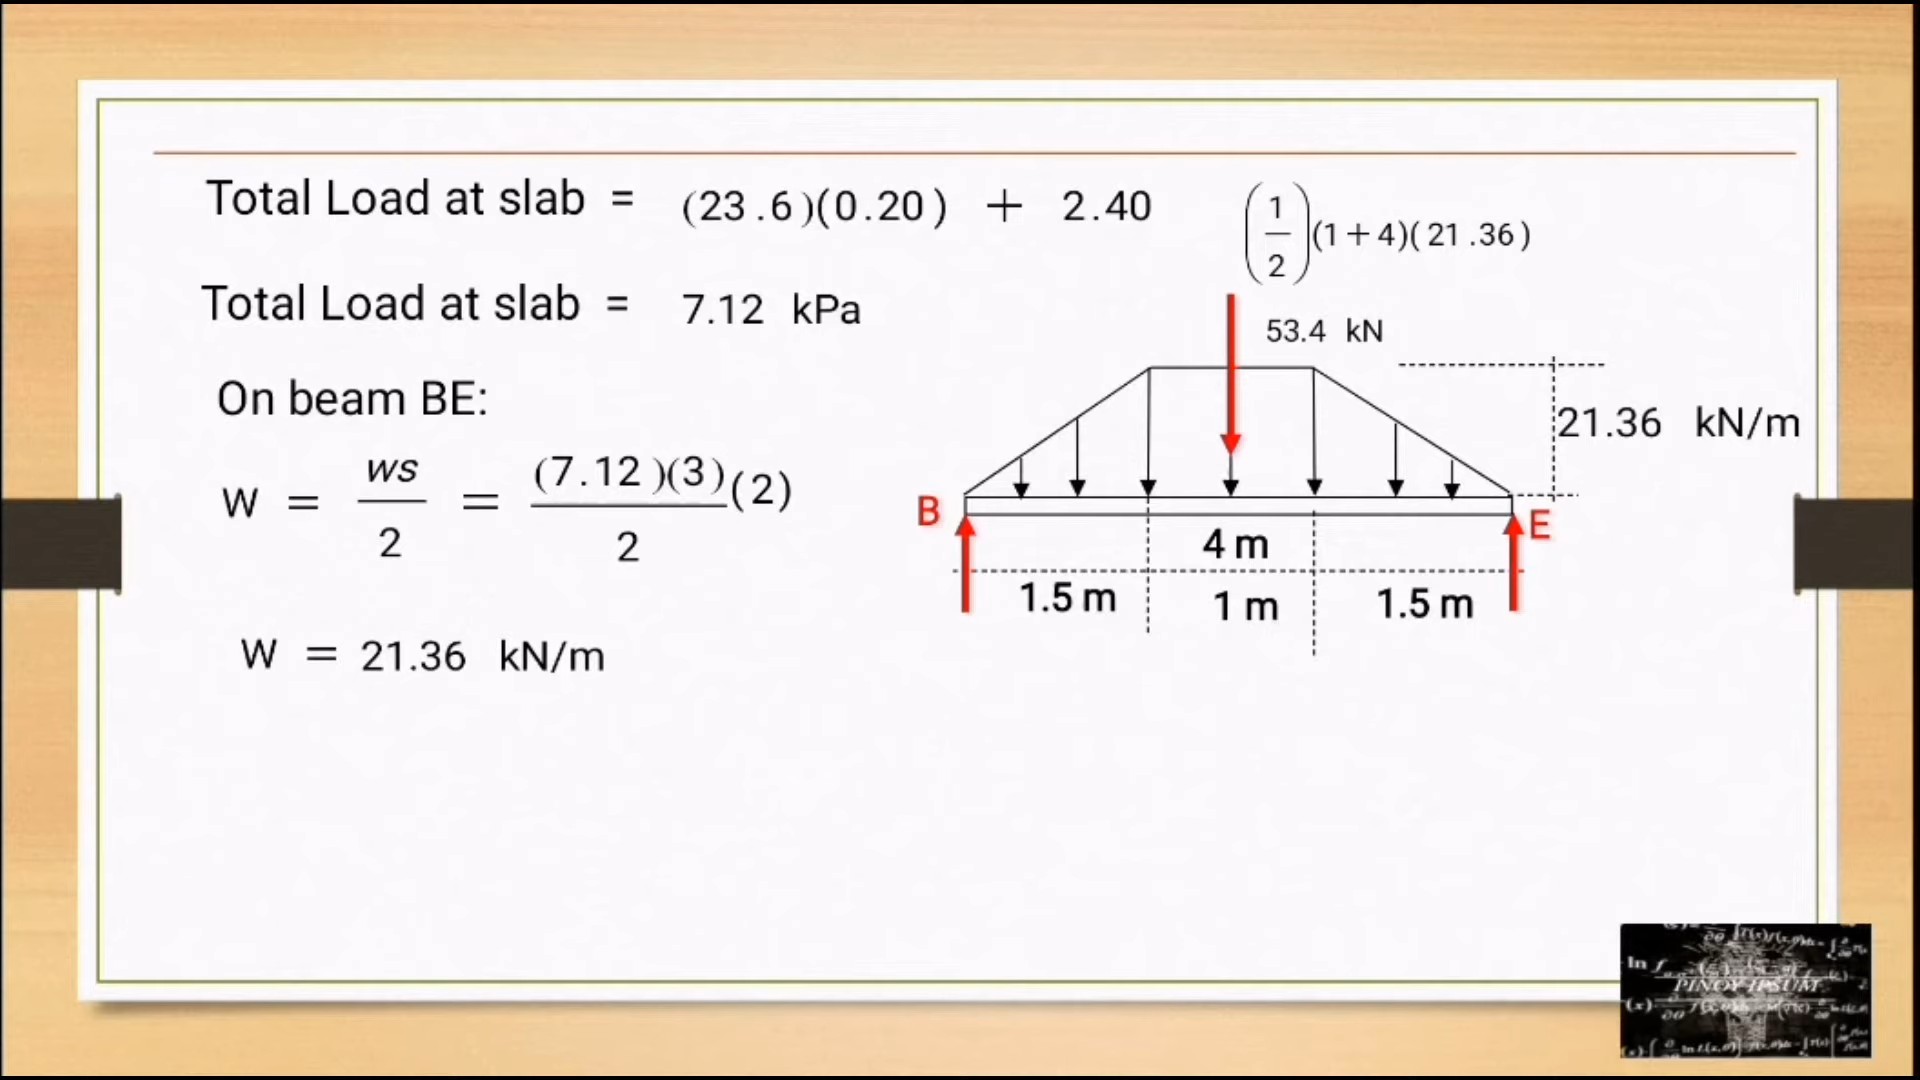 Total Load at slab = (23.6)(0.20) + 2.40
Total Load at slab = 7.12 kPa
On beam BE:
W = ws/2 = (7.12)(3)/2 (2)
W = 21.36 kN/m
(1/2)(1+4)(21.36)
53.4 kN
21.36 kN/m
B
E
4 m
1.5 m
1 m
1.5 m
PINOY IPSUM